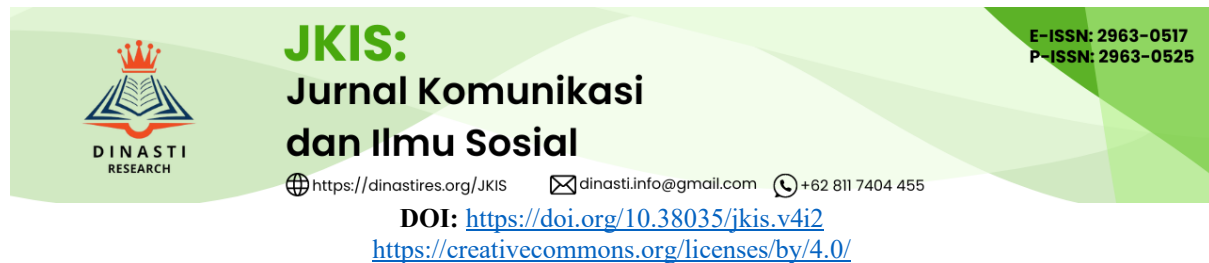 JKIS:
Jurnal Komunikasi
dan Ilmu Sosial
DINASTI
RESEARCH
E-ISSN: 2963-0517
P-ISSN: 2963-0525
https://dinastires.org/JKIS dinasti.info@gmail.com +62 811 7404 455
DOI: https://doi.org/10.38035/jkis.v4i2
https://creativecommons.org/licenses/by/4.0/